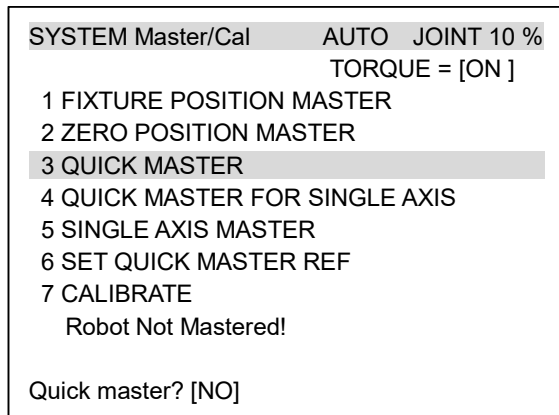 SYSTEM Master/Cal AUTO JOINT 10 %
TORQUE = [ON ]
1 FIXTURE POSITION MASTER
2 ZERO POSITION MASTER
3 QUICK MASTER
4 QUICK MASTER FOR SINGLE AXIS
5 SINGLE AXIS MASTER
6 SET QUICK MASTER REF
7 CALIBRATE
Robot Not Mastered!
Quick master? [NO]